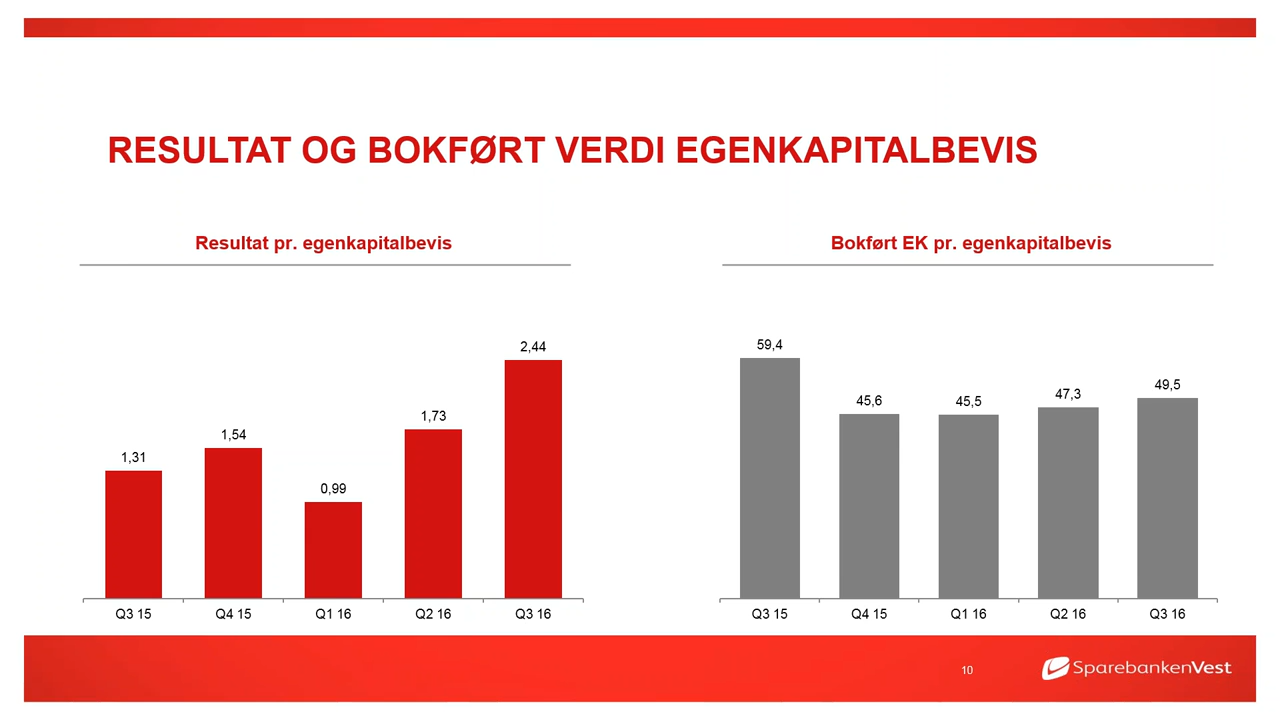 RESULTAT OG BOKFØRT VERDI EGENKAPITALBEVIS
Resultat pr. egenkapitalbevis
2,44
1,73
1,54
1,31
0,99
Q3 15 Q4 15 Q1 16 Q2 16 Q3 16
Bokført EK pr. egenkapitalbevis
59,4
45,6
45,5
47,3
49,5
Q3 15 Q4 15 Q1 16 Q2 16 Q3 16
10
SparebankenVest